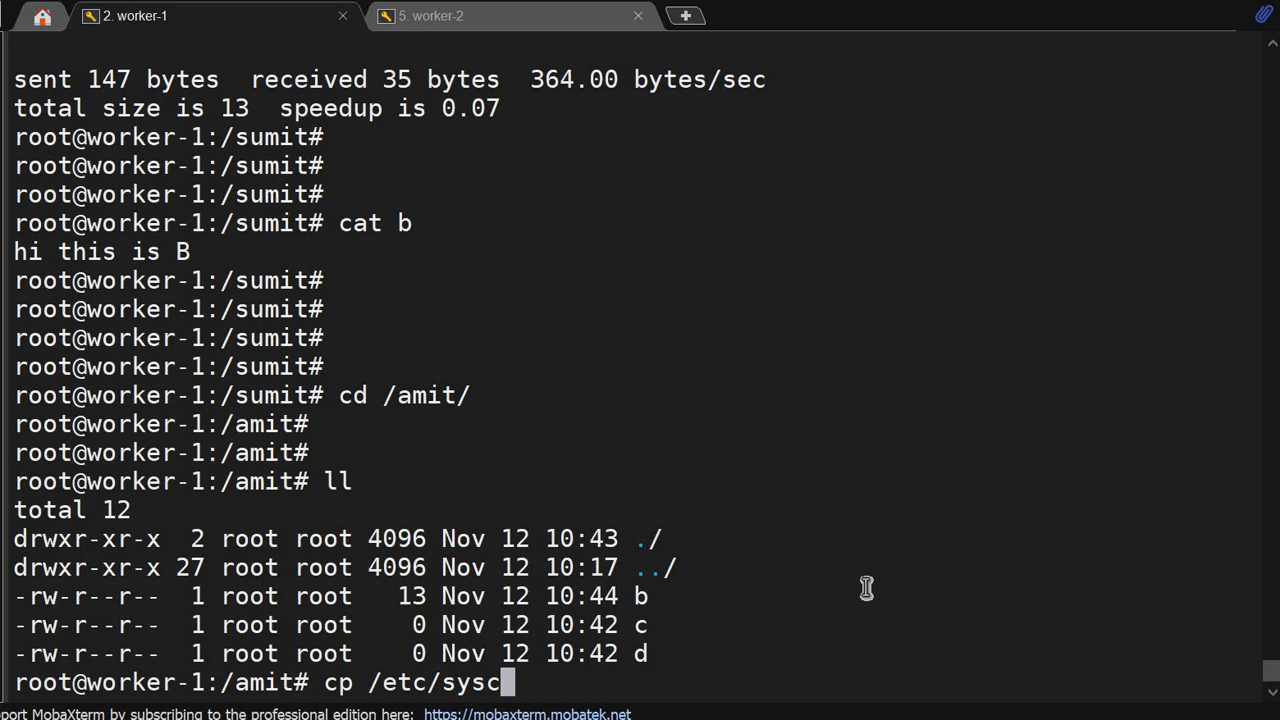 2. worker-1
5. worker-2
sent 147 bytes  received 35 bytes  364.00 bytes/sec
total size is 13  speedup is 0.07
root@worker-1:/sumit#
root@worker-1:/sumit#
root@worker-1:/sumit#
root@worker-1:/sumit# cat b
hi this is B
root@worker-1:/sumit#
root@worker-1:/sumit#
root@worker-1:/sumit#
root@worker-1:/sumit#
root@worker-1:/sumit# cd /amit/
root@worker-1:/amit#
root@worker-1:/amit#
root@worker-1:/amit# ll
total 12
drwxr-xr-x  2 root root 4096 Nov 12 10:43 ./
drwxr-xr-x 27 root root 4096 Nov 12 10:17 ../
-rw-r--r--  1 root root   13 Nov 12 10:44 b
-rw-r--r--  1 root root    0 Nov 12 10:42 c
-rw-r--r--  1 root root    0 Nov 12 10:42 d
root@worker-1:/amit# cp /etc/sysc
port MobaXterm by subscribing to the professional edition here: https://mobaxterm.mobatek.net